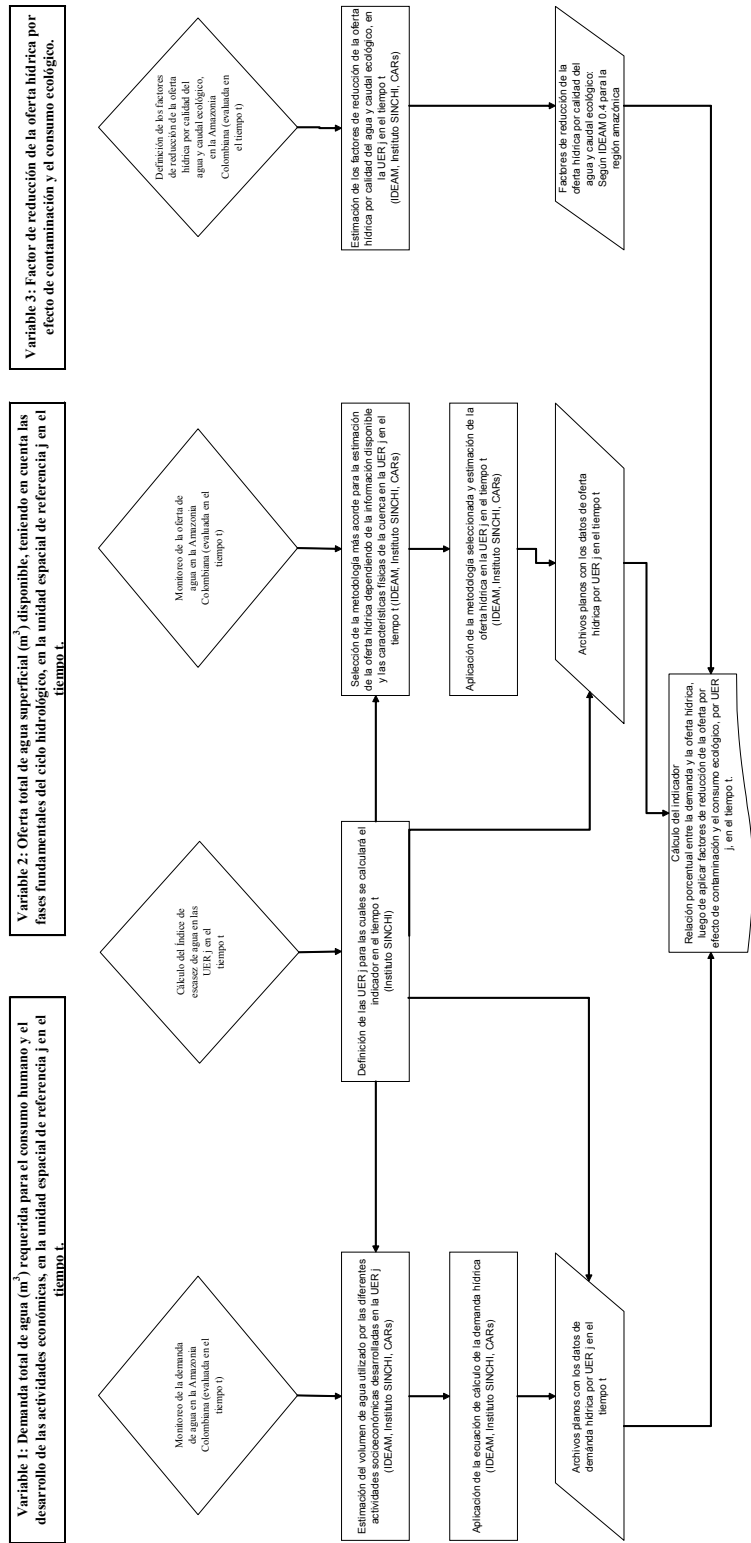 Variable 1: Demanda total de agua (m³) requerida para el consumo humano y el
desarrollo de las actividades económicas, en la unidad espacial de referencia j en el
tiempo t.
Variable 2: Oferta total de agua superficial (m³) disponible, teniendo en cuenta las
fases fundamentales del ciclo hidrológico, en la unidad espacial de referencia j en el
tiempo t.
Variable 3: Factor de reducción de la oferta hídrica por
efecto de contaminación y el consumo ecológico.
Monitoreo de la demanda
de agua en la Amazonia
Colombiana (evaluada en el
tiempo t)
Cálculo del Índice de
escasez de agua en las
UER j en el
tiempo t
Monitoreo de la oferta de
agua en la Amazonia
Colombiana (evaluada en el
tiempo t)
Definición de los factores
de reducción de la oferta
hídrica por calidad del
agua y caudal ecológico,
en la Amazonia
Colombiana (evaluada en
el tiempo t)
Estimación del volumen de agua utilizado por las diferentes
actividades socioeconómicas desarrolladas en la UER j
(IDEAM, Instituto SINCHI, CARs)
Definición de las UER j para las cuales se calculará el
indicador en el tiempo t
(Instituto SINCHI)
Selección de la metodología más acorde para la estimación
de la oferta hídrica dependiendo de la información disponible
y las características físicas de la cuenca en la UER j en el
tiempo t (IDEAM, Instituto SINCHI, CARs)
Estimación de los factores de reducción de la oferta
hídrica por calidad del agua y caudal ecológico, en
la UER j en el tiempo t
(IDEAM, Instituto SINCHI, CARs)
Aplicación de la ecuación de cálculo de la demanda hídrica
(IDEAM, Instituto SINCHI, CARs)
Aplicación de la metodología seleccionada y estimación de la
oferta hídrica en la UER j en el tiempo t
(IDEAM, Instituto SINCHI, CARs)
Archivos planos con los datos de
demánda hídrica por UER j en el
tiempo t
Archivos planos con los datos de oferta
hídrica por UER j en el tiempo t
Factores de reducción de la
oferta hídrica por calidad del
agua y caudal ecológico:
Según IDEAM 0.4 para la
región amazónica
Cálculo del indicador
Relación porcentual entre la demanda y la oferta hídrica,
luego de aplicar factores de reducción de la oferta por
efecto de contaminación y el consumo ecológico, por UER
j, en el tiempo t.